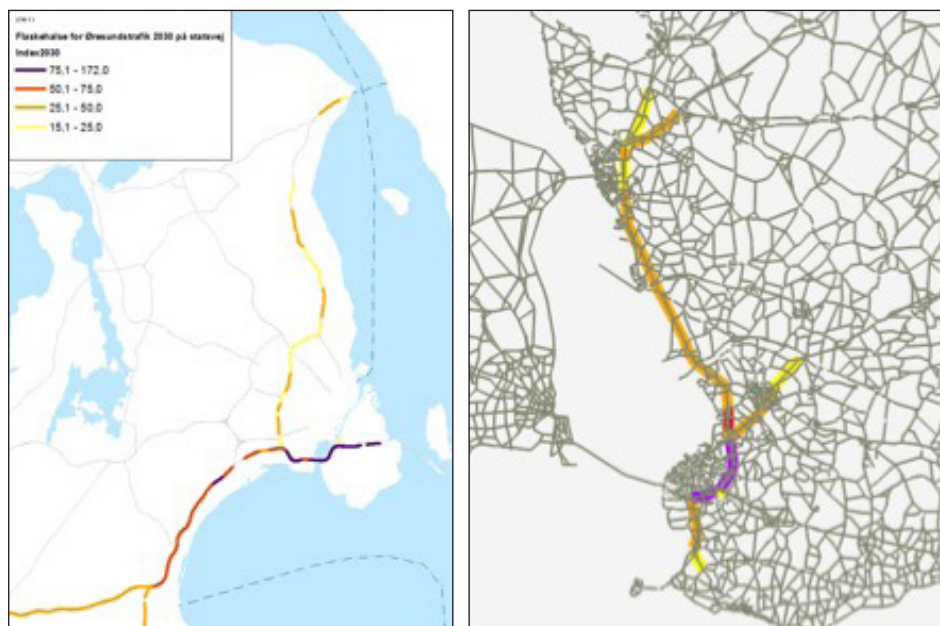 Flaskehalse for Øresundstrafik 2030 på statsvej
Index2030
75,1 - 172,0
50,1 - 75,0
25,1 - 50,0
15,1 - 25,0